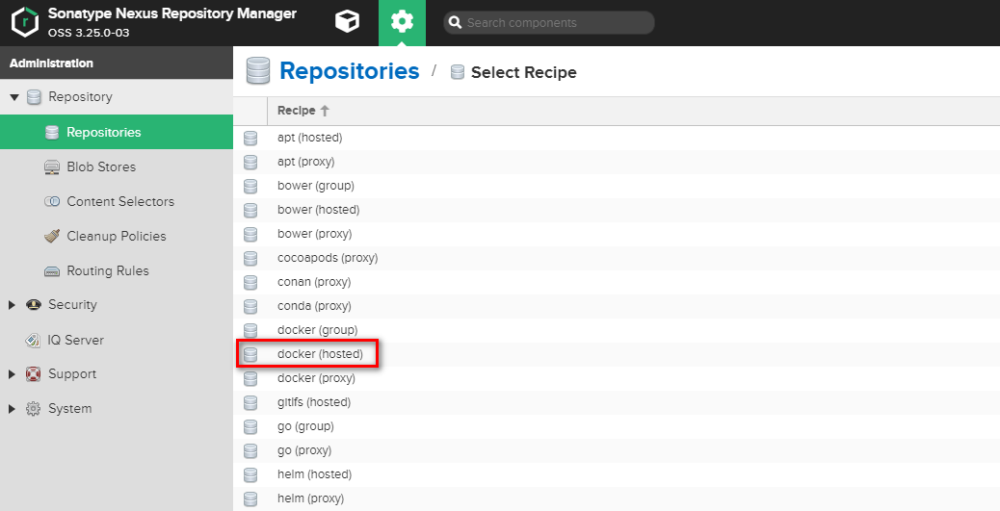 Sonatype Nexus Repository Manager
OSS 3.25.0-03
Search components
Administration
Repositories / Select Recipe
Repository
Repositories
Blob Stores
Content Selectors
Cleanup Policies
Routing Rules
Security
IQ Server
Support
System
Recipe
apt (hosted)
apt (proxy)
bower (group)
bower (hosted)
bower (proxy)
cocoapods (proxy)
conan (proxy)
conda (proxy)
docker (group)
docker (hosted)
docker (proxy)
gitlfs (hosted)
go (group)
go (proxy)
helm (hosted)
helm (proxy)